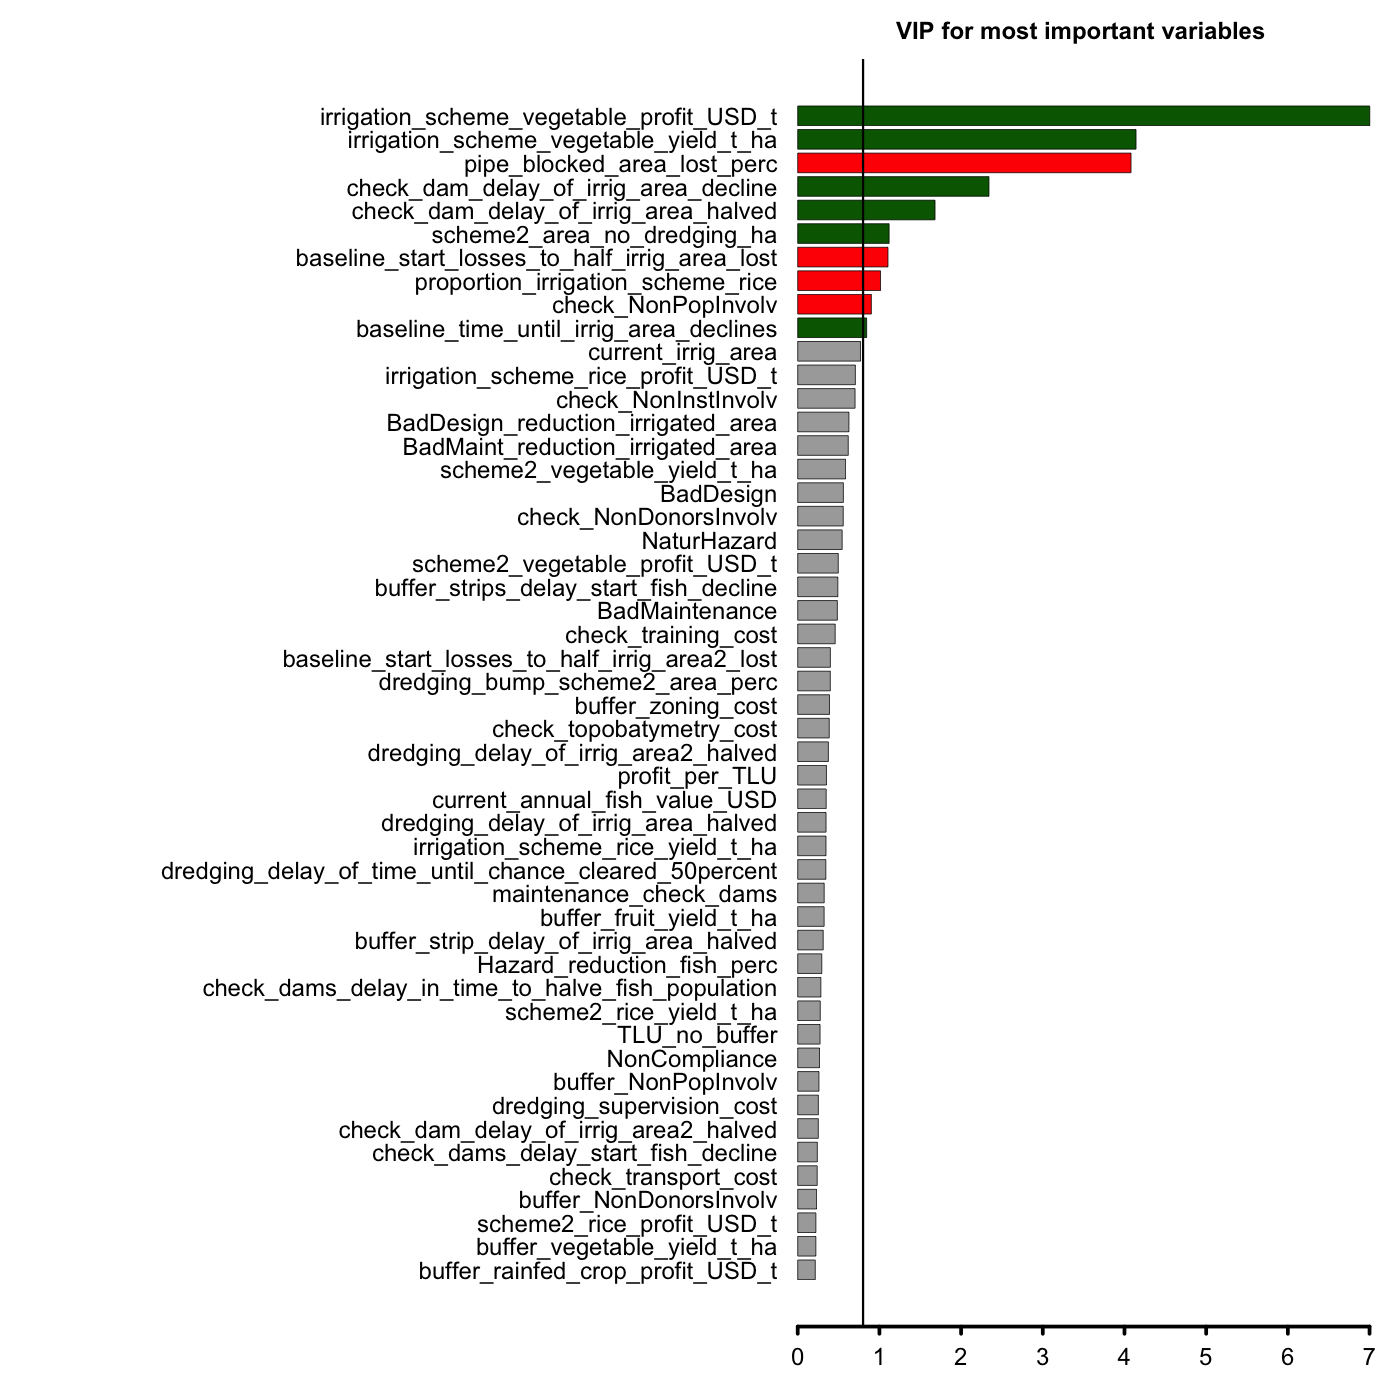 VIP for most important variables
irrigation_scheme_vegetable_profit_USD_t
irrigation_scheme_vegetable_yield_t_ha
pipe_blocked_area_lost_perc
check_dam_delay_of_irrig_area_decline
check_dam_delay_of_irrig_area_halved
scheme2_area_no_dredging_ha
baseline_start_losses_to_half_irrig_area_lost
proportion_irrigation_scheme_rice
check_NonPopInvolv
baseline_time_until_irrig_area_declines
current_irrig_area
irrigation_scheme_rice_profit_USD_t
check_NonInstInvolv
BadDesign_reduction_irrigated_area
BadMaint_reduction_irrigated_area
scheme2_vegetable_yield_t_ha
BadDesign
check_NonDonorsInvolv
NaturHazard
scheme2_vegetable_profit_USD_t
buffer_strips_delay_start_fish_decline
BadMaintenance
check_training_cost
baseline_start_losses_to_half_irrig_area2_lost
dredging_bump_scheme2_area_perc
buffer_zoning_cost
check_topobatymetry_cost
dredging_delay_of_irrig_area2_halved
profit_per_TLU
current_annual_fish_value_USD
dredging_delay_of_irrig_area_halved
irrigation_scheme_rice_yield_t_ha
dredging_delay_of_time_until_chance_cleared_50percent
maintenance_check_dams
buffer_fruit_yield_t_ha
buffer_strip_delay_of_irrig_area_halved
Hazard_reduction_fish_perc
check_dams_delay_in_time_to_halve_fish_population
scheme2_rice_yield_t_ha
TLU_no_buffer
NonCompliance
buffer_NonPopInvolv
dredging_supervision_cost
check_dam_delay_of_irrig_area2_halved
check_dams_delay_start_fish_decline
check_transport_cost
buffer_NonDonorsInvolv
scheme2_rice_profit_USD_t
buffer_vegetable_yield_t_ha
buffer_rainfed_crop_profit_USD_t
0 1 2 3 4 5 6 7